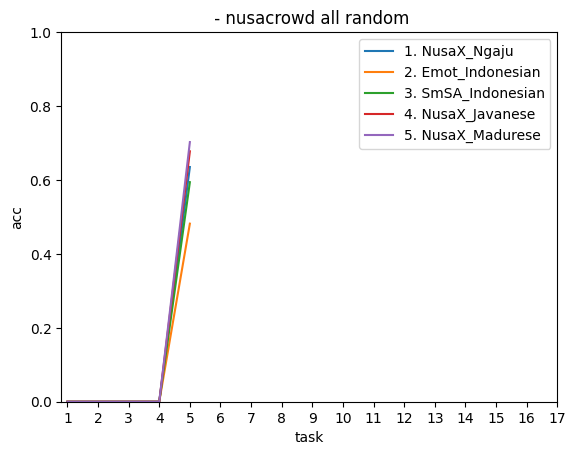 - nusacrowd all random
1.0
0.8
0.6
0.4
0.2
0.0
acc
1. NusaX_Ngaju
2. Emot_Indonesian
3. SmSA_Indonesian
4. NusaX_Javanese
5. NusaX_Madurese
1 2 3 4 5 6 7 8 9 10 11 12 13 14 15 16 17
task